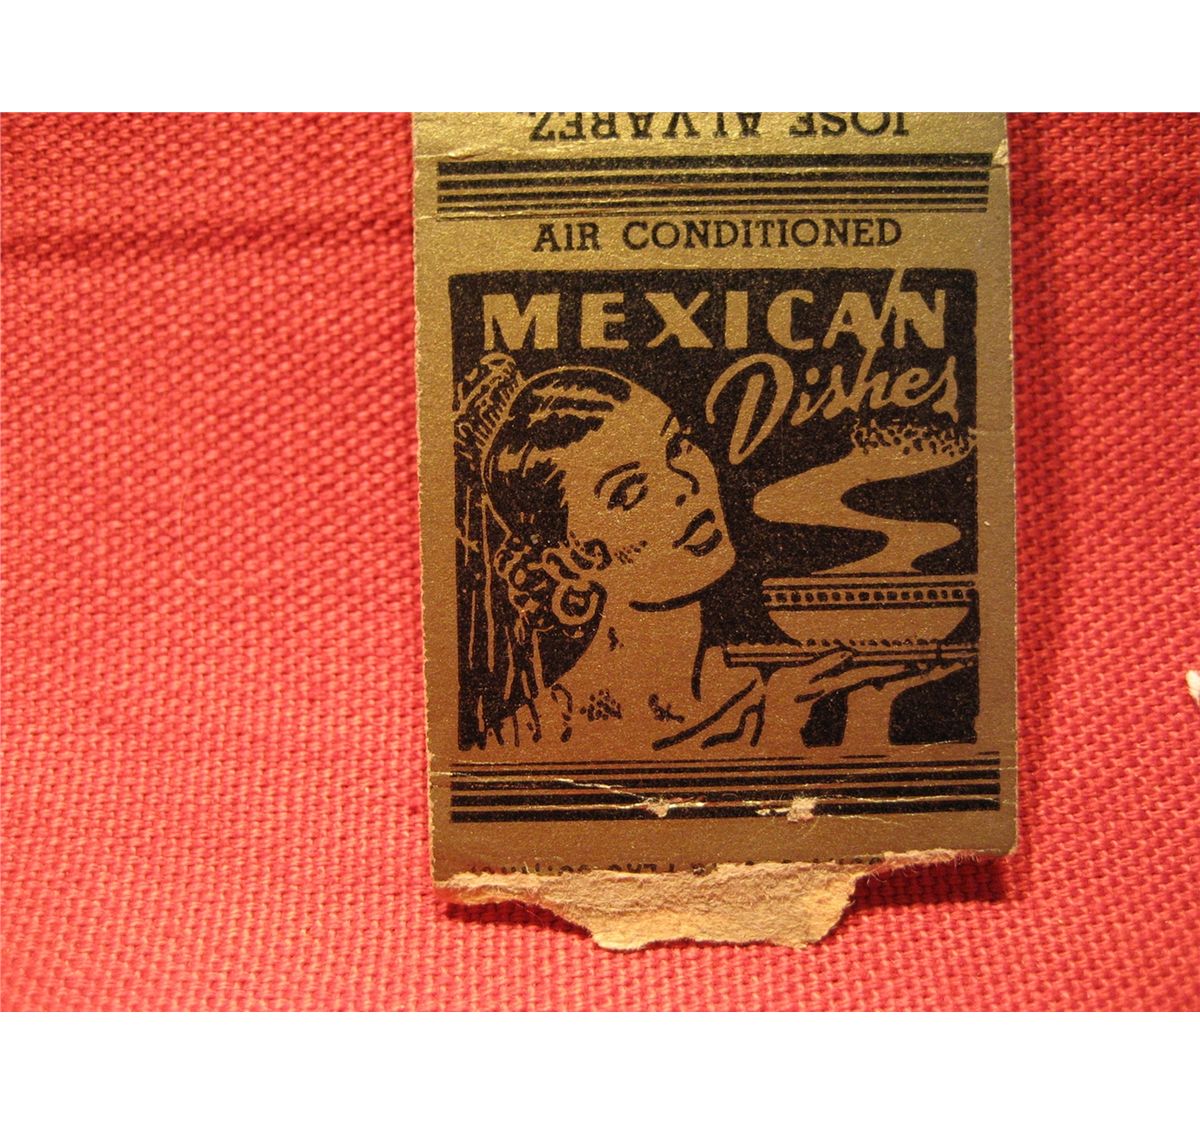 JOSE ALVAREZ
AIR CONDITIONED
MEXICAN
Dishes